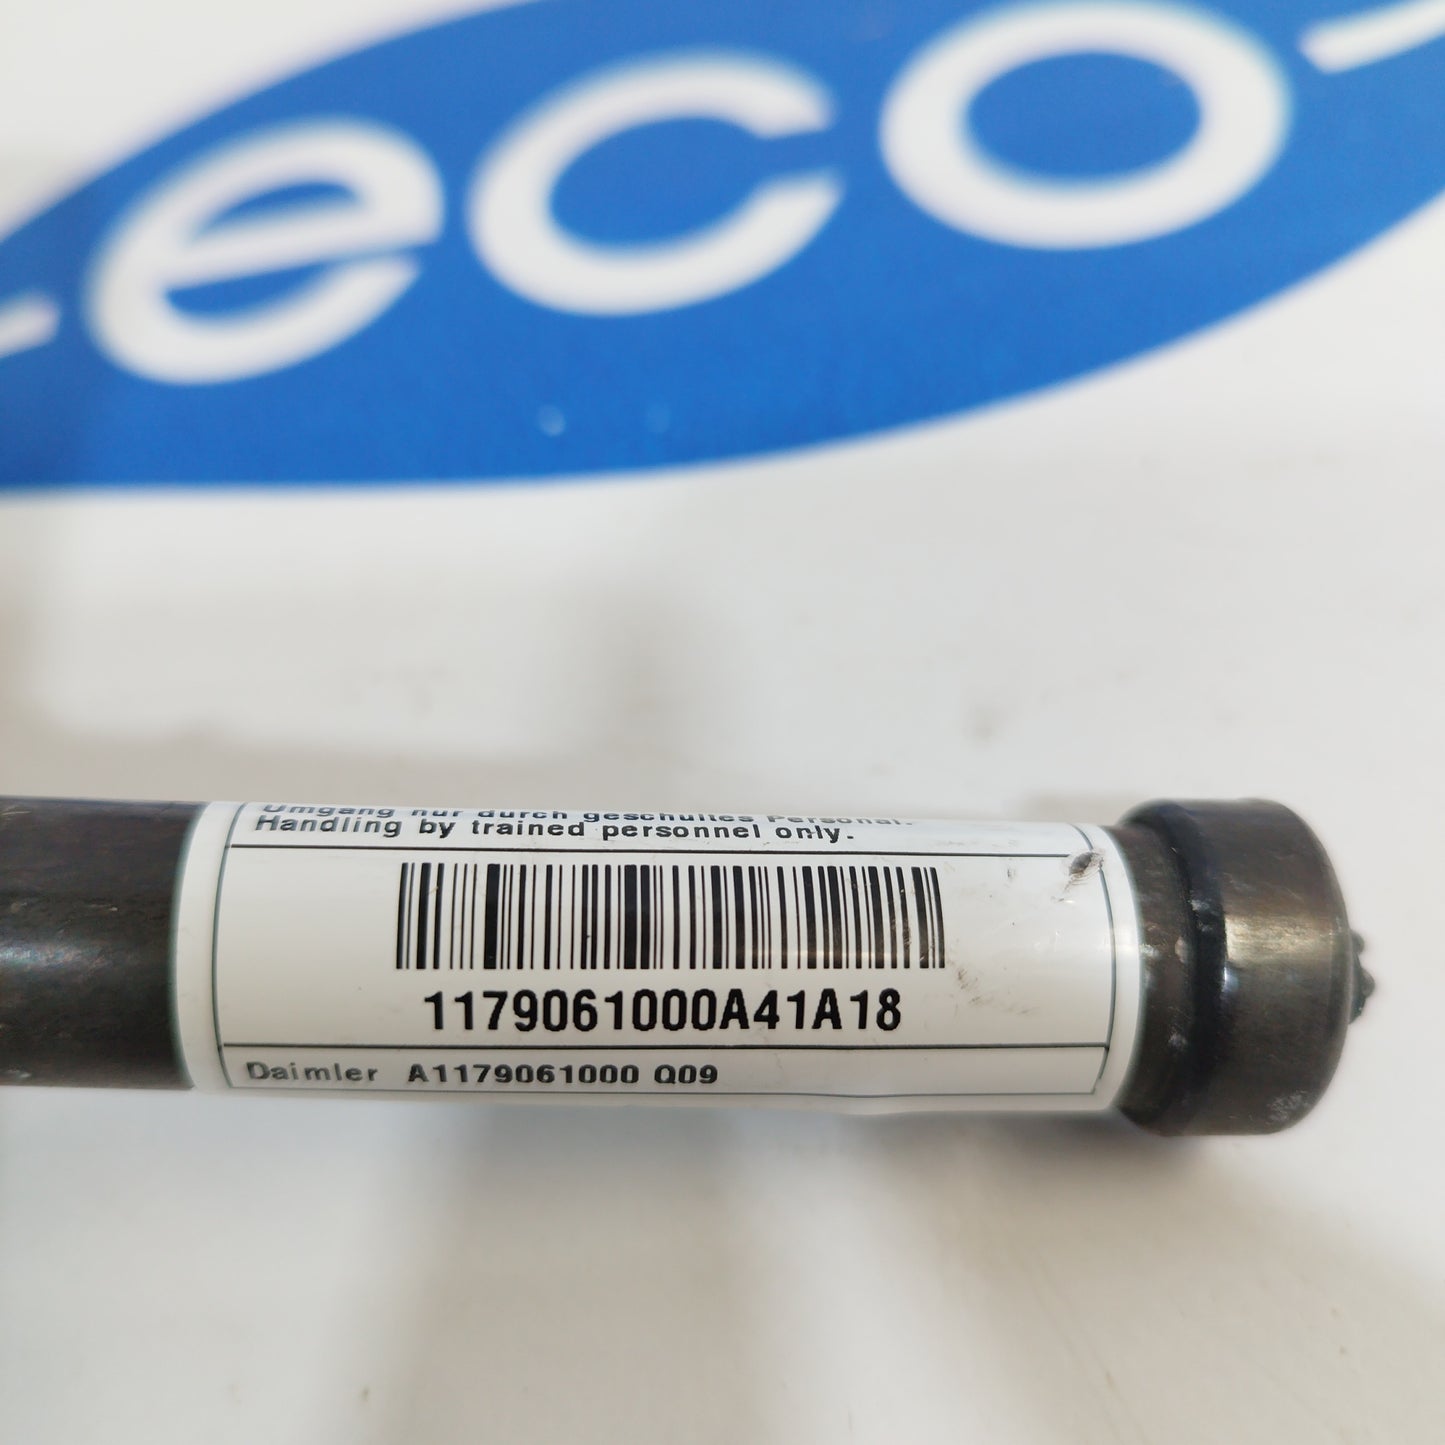 -eco-
Umgang nur durch geschultes Personal.
Handling by trained personnel only.
1179061000A41A18
Daimler A1179061000 Q09